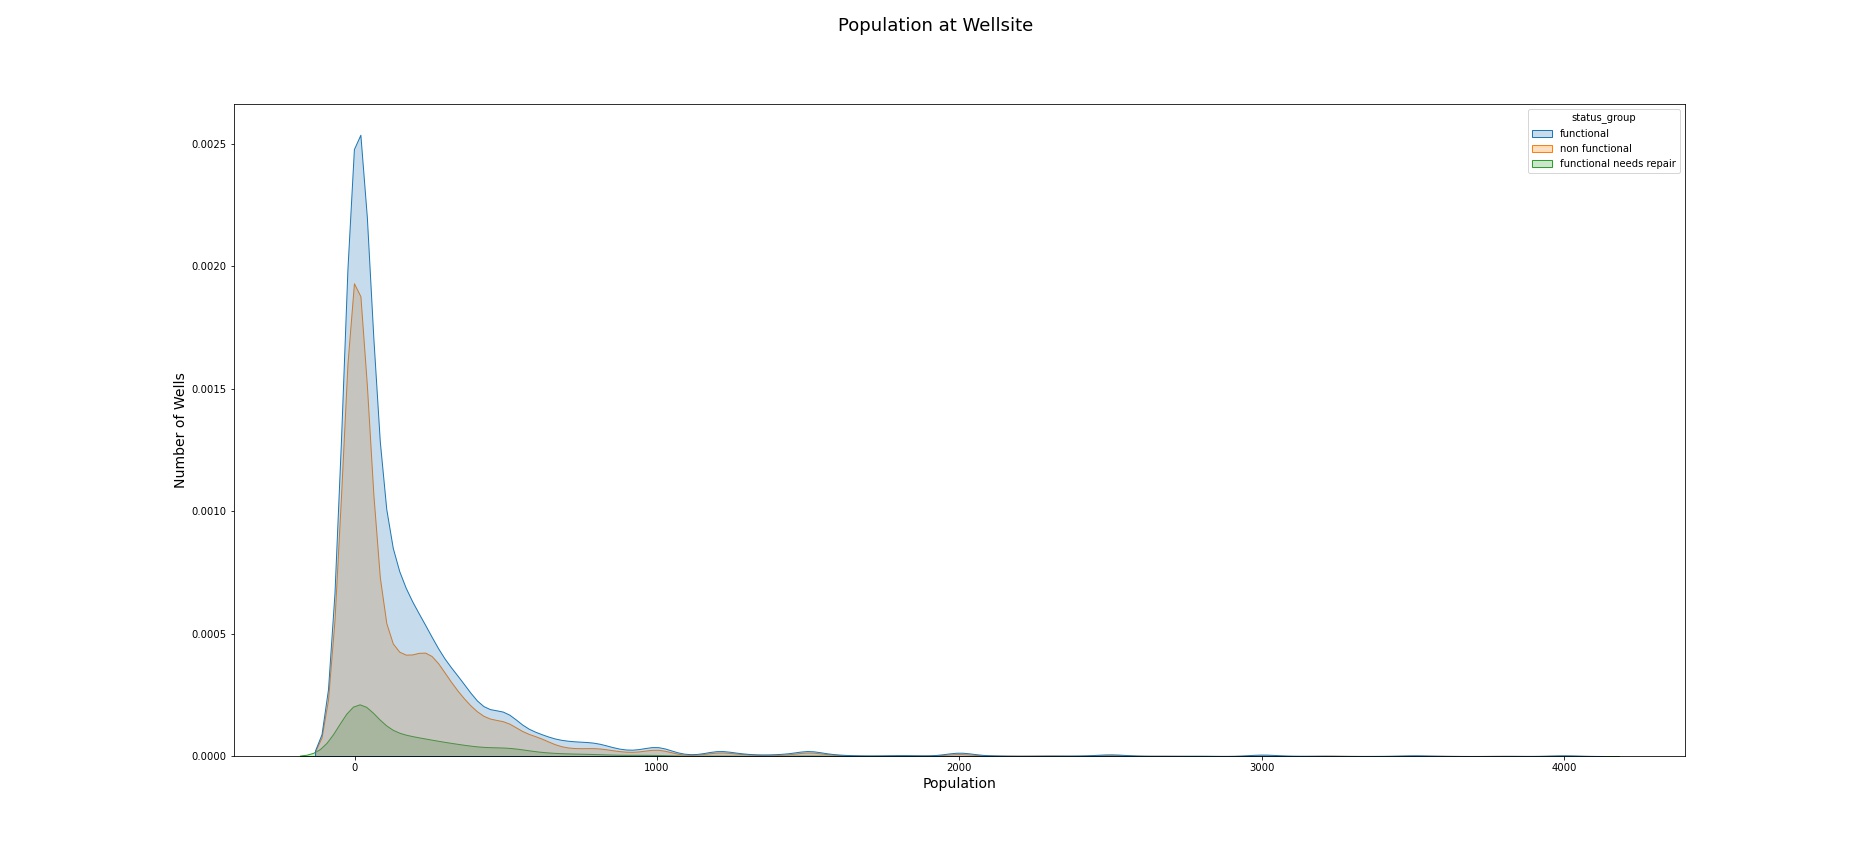 Population at Wellsite
status_group
functional
non functional
functional needs repair
0.0025
0.0020
0.0015
0.0010
0.0005
0.0000
Number of Wells
0
1000
2000
3000
4000
Population